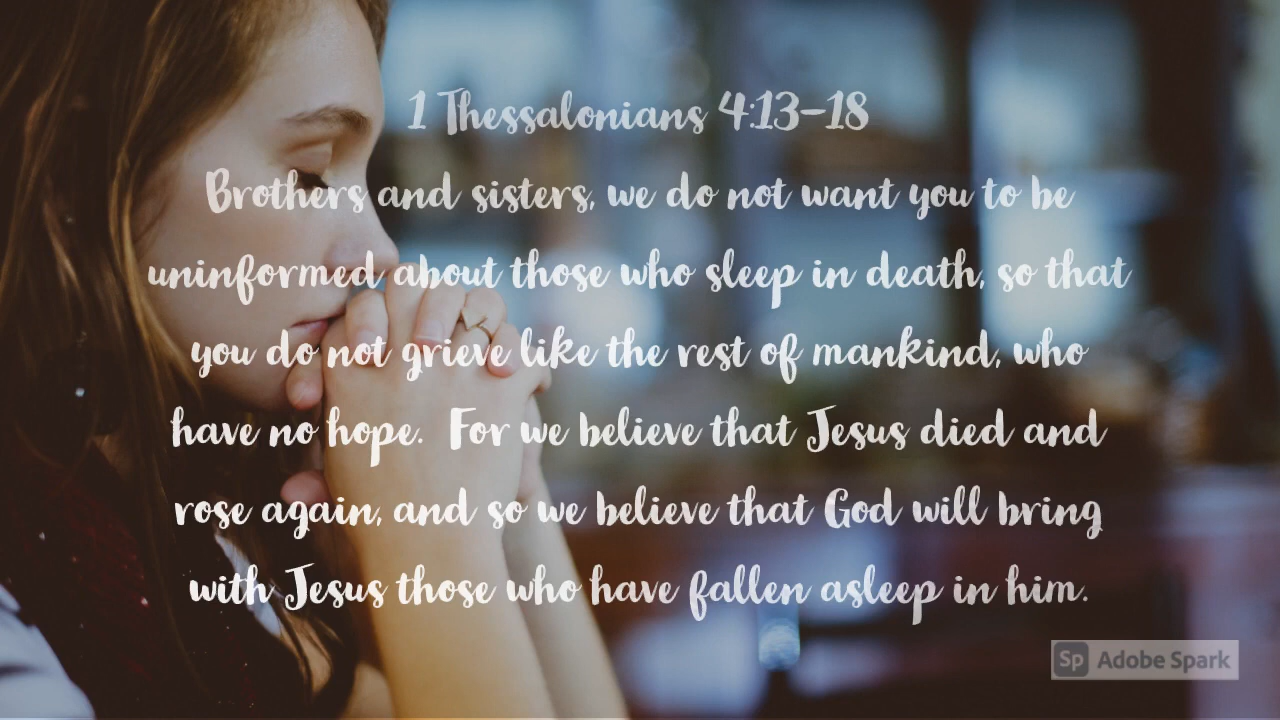 1 Thessalonians 4:13-18
Brothers and sisters, we do not want you to be
uninformed about those who sleep in death, so that
you do not grieve like the rest of mankind, who
have no hope.  For we believe that Jesus died and
rose again, and so we believe that God will bring
with Jesus those who have fallen asleep in him.
Sp Adobe Spark